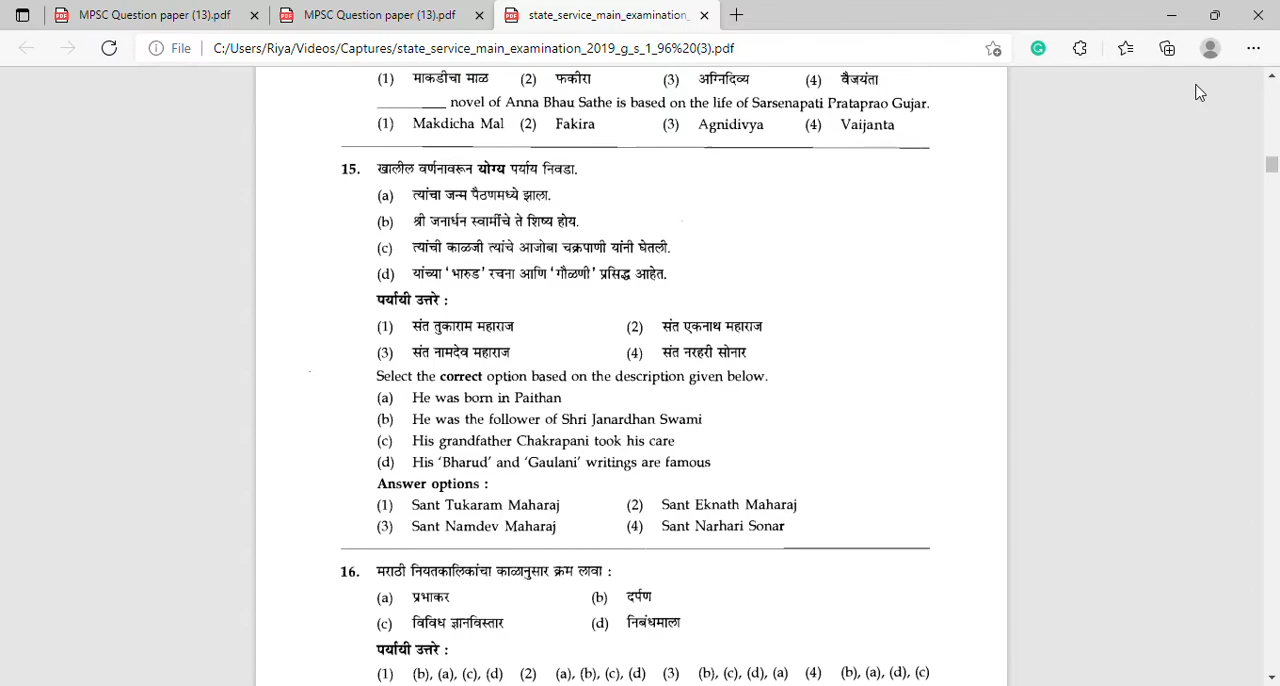 MPSC Question paper (13).pdf MPSC Question paper (13).pdf state_service_main_examination_
File C:/Users/Riya/Videos/Captures/state_service_main_examination_2019_g_s_1_96%20(3).pdf
(1) माकडीचा माळ (2) फकीरा (3) अग्निदिव्य (4) वैजयंता
________ novel of Anna Bhau Sathe is based on the life of Sarsenapati Prataprao Gujar.
(1) Makdicha Mal (2) Fakira (3) Agnidivya (4) Vaijanta
15. खालील वर्णनावरून योग्य पर्याय निवडा.
(a) त्यांचा जन्म पैठणमध्ये झाला.
(b) श्री जनार्धन स्वामींचे ते शिष्य होय.
(c) त्यांची काळजी त्यांचे आजोबा चक्रपाणी यांनी घेतली.
(d) यांच्या ‘भारुड’ रचना आणि ‘गौळणी’ प्रसिद्ध आहेत.
पर्यायी उत्तरे :
(1) संत तुकाराम महाराज (2) संत एकनाथ महाराज
(3) संत नामदेव महाराज (4) संत नरहरी सोनार
Select the correct option based on the description given below.
(a) He was born in Paithan
(b) He was the follower of Shri Janardhan Swami
(c) His grandfather Chakrapani took his care
(d) His ‘Bharud’ and ‘Gaulani’ writings are famous
Answer options :
(1) Sant Tukaram Maharaj (2) Sant Eknath Maharaj
(3) Sant Namdev Maharaj (4) Sant Narhari Sonar
16. मराठी नियतकालिकांचा काळानुसार क्रम लावा :
(a) प्रभाकर (b) दर्पण
(c) विविध ज्ञानविस्तार (d) निबंधमाला
पर्यायी उत्तरे :
(1) (b), (a), (c), (d) (2) (a), (b), (c), (d) (3) (b), (c), (d), (a) (4) (b), (a), (d), (c)